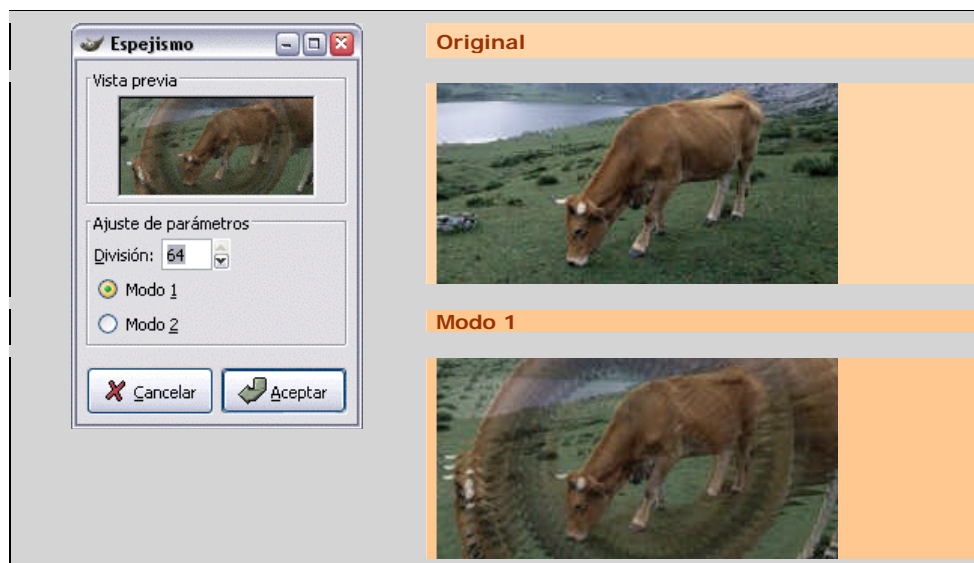 Espejismo
Vista previa
Ajuste de parámetros
División: 64
Modo 1
Modo 2
Cancelar
Aceptar
Original
Modo 1